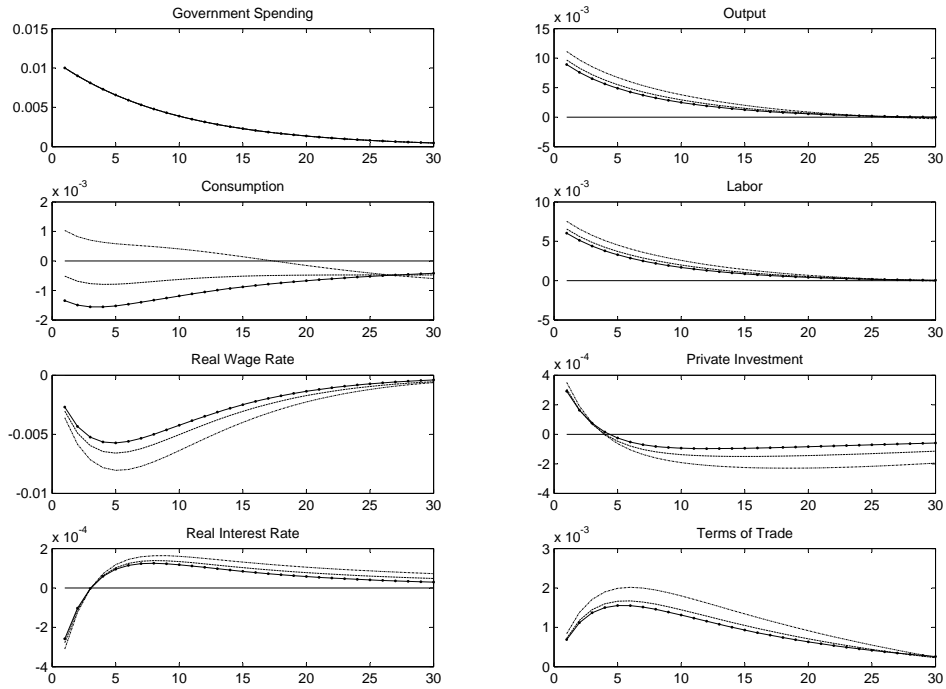 Government Spending
0.015
0.01
0.005
0
0 5 10 15 20 25 30
Output
x 10⁻³
15
10
5
0
-5
0 5 10 15 20 25 30
Consumption
x 10⁻³
2
1
0
-1
-2
0 5 10 15 20 25 30
Labor
x 10⁻³
10
5
0
-5
0 5 10 15 20 25 30
Real Wage Rate
0
-0.005
-0.01
0 5 10 15 20 25 30
Private Investment
x 10⁻⁴
4
2
0
-2
-4
0 5 10 15 20 25 30
Real Interest Rate
x 10⁻⁴
2
0
-2
-4
0 5 10 15 20 25 30
Terms of Trade
x 10⁻³
3
2
1
0
0 5 10 15 20 25 30